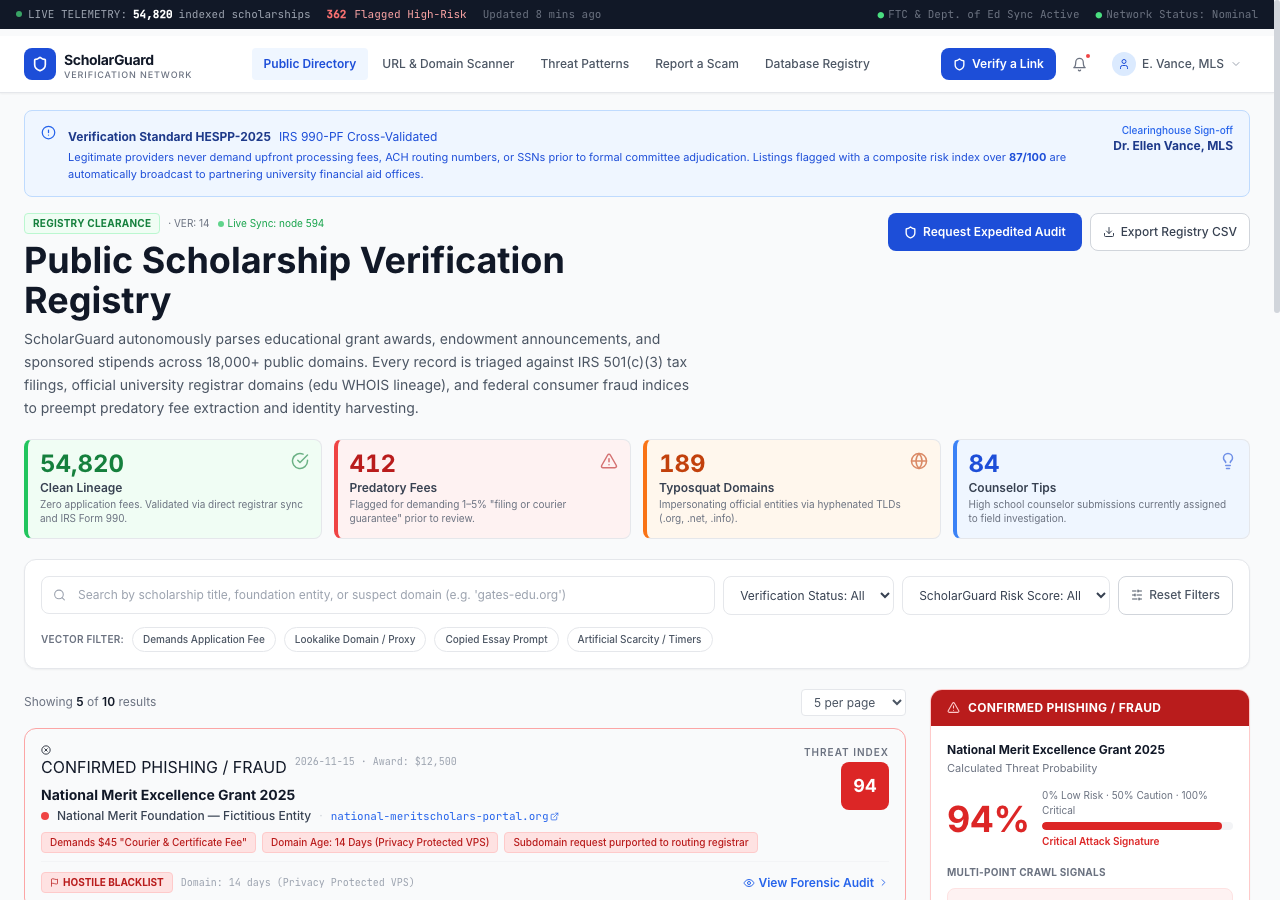 LIVE TELEMETRY: 54,820 indexed scholarships 362 Flagged High-Risk Updated 8 mins ago
FTC & Dept. of Ed Sync Active Network Status: Nominal
ScholarGuard
VERIFICATION NETWORK
Public Directory URL & Domain Scanner Threat Patterns Report a Scam Database Registry
Verify a Link
E. Vance, MLS
Verification Standard HESPP-2025 IRS 990-PF Cross-Validated
Legitimate providers never demand upfront processing fees, ACH routing numbers, or SSNs prior to formal committee adjudication. Listings flagged with a composite risk index over 87/100 are
automatically broadcast to partnering university financial aid offices.
Clearinghouse Sign-off
Dr. Ellen Vance, MLS
REGISTRY CLEARANCE · VER: 14 Live Sync: node 594
Public Scholarship Verification
Registry
Request Expedited Audit
Export Registry CSV
ScholarGuard autonomously parses educational grant awards, endowment announcements, and
sponsored stipends across 18,000+ public domains. Every record is triaged against IRS 501(c)(3) tax
filings, official university registrar domains (edu WHOIS lineage), and federal consumer fraud indices
to preempt predatory fee extraction and identity harvesting.
54,820
Clean Lineage
Zero application fees. Validated via direct registrar sync
and IRS Form 990.
412
Predatory Fees
Flagged for demanding 1–5% "filing or courier
guarantee" prior to review.
189
Typosquat Domains
Impersonating official entities via hyphenated TLDs
(.org, .net, .info).
84
Counselor Tips
High school counselor submissions currently assigned
to field investigation.
Search by scholarship title, foundation entity, or suspect domain (e.g. 'gates-edu.org')
Verification Status: All
ScholarGuard Risk Score: All
Reset Filters
VECTOR FILTER: Demands Application Fee Lookalike Domain / Proxy Copied Essay Prompt Artificial Scarcity / Timers
Showing 5 of 10 results
5 per page
CONFIRMED PHISHING / FRAUD 2026-11-15 · Award: $12,500
THREAT INDEX
94
National Merit Excellence Grant 2025
National Merit Foundation — Fictitious Entity · national-meritscholars-portal.org
Demands $45 "Courier & Certificate Fee" Domain Age: 14 Days (Privacy Protected VPS) Subdomain request purported to routing registrar
HOSTILE BLACKLIST Domain: 14 days (Privacy Protected VPS)
View Forensic Audit
CONFIRMED PHISHING / FRAUD
National Merit Excellence Grant 2025
Calculated Threat Probability
94%
0% Low Risk · 50% Caution · 100%
Critical
Critical Attack Signature
MULTI-POINT CRAWL SIGNALS